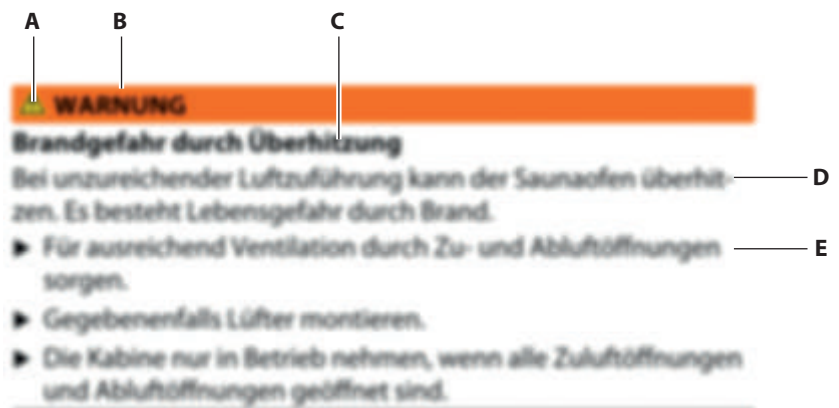 A B C
WARNUNG
Brandgefahr durch Überhitzung
Bei unzureichender Luftzuführung kann der Saunaofen überhit- D
zen. Es besteht Lebensgefahr durch Brand.
► Für ausreichend Ventilation durch Zu- und Abluftöffnungen E
sorgen.
► Gegebenenfalls Lüfter montieren.
► Die Kabine nur in Betrieb nehmen, wenn alle Zuluftöffnungen
und Abluftöffnungen geöffnet sind.